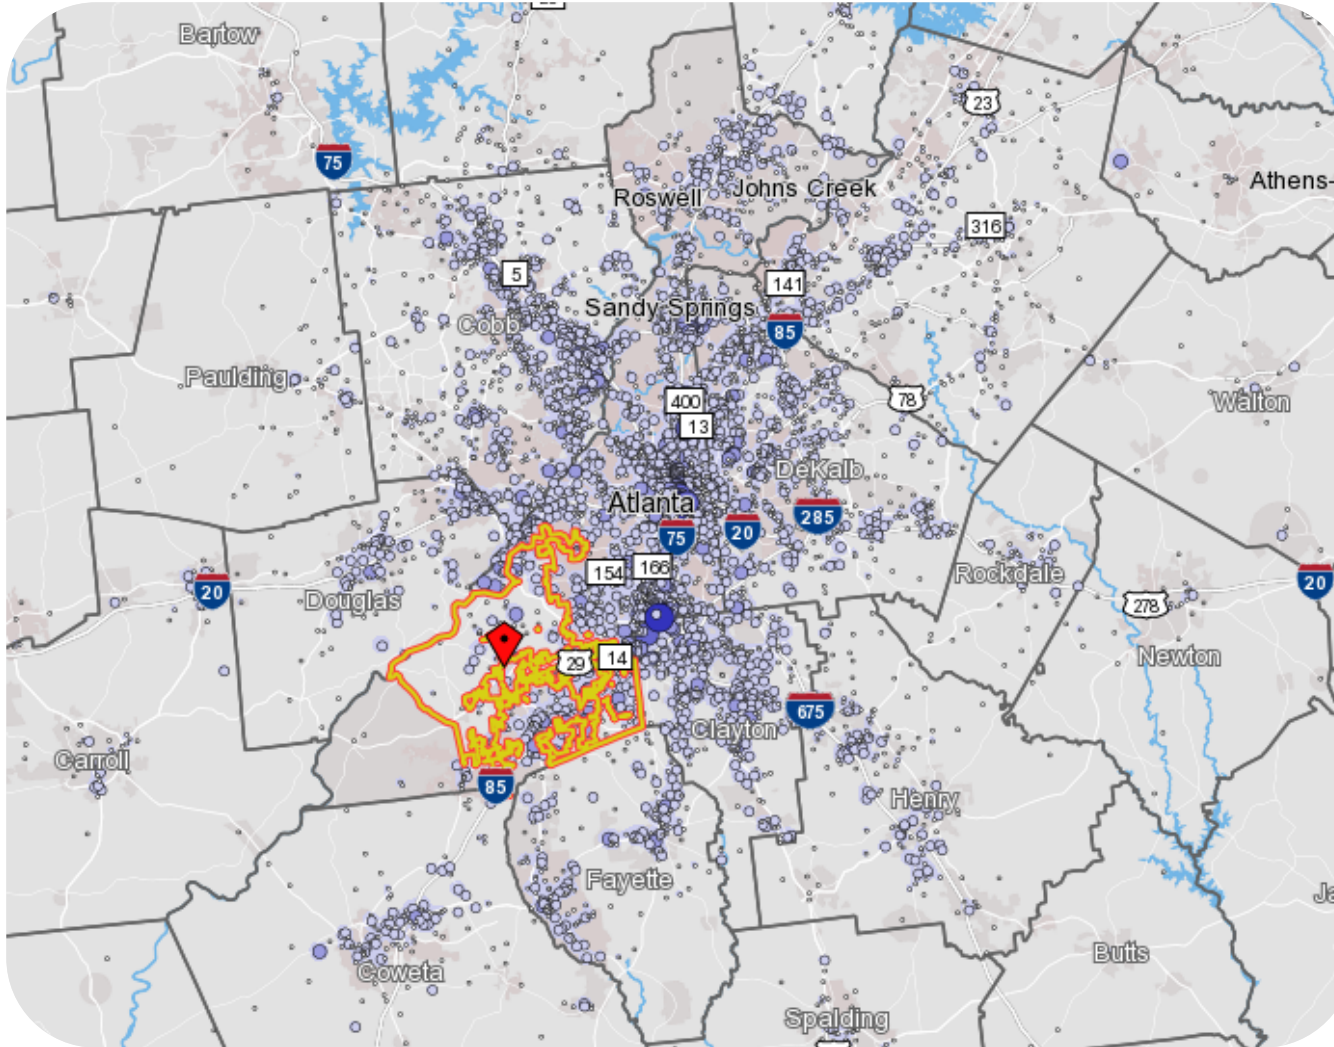 Bartow
23
75
Athens-
Roswell
Johns Creek
316
5
141
Sandy Springs
Cobb
85
Paulding
400
78
Walton
13
DeKalb
Atlanta
285
20
75
154
166
Rockdale
20
20
Douglas
278
29
14
Newton
675
Clayton
Carroll
85
Henry
Fayette
Ja
Butts
Coweta
Spalding